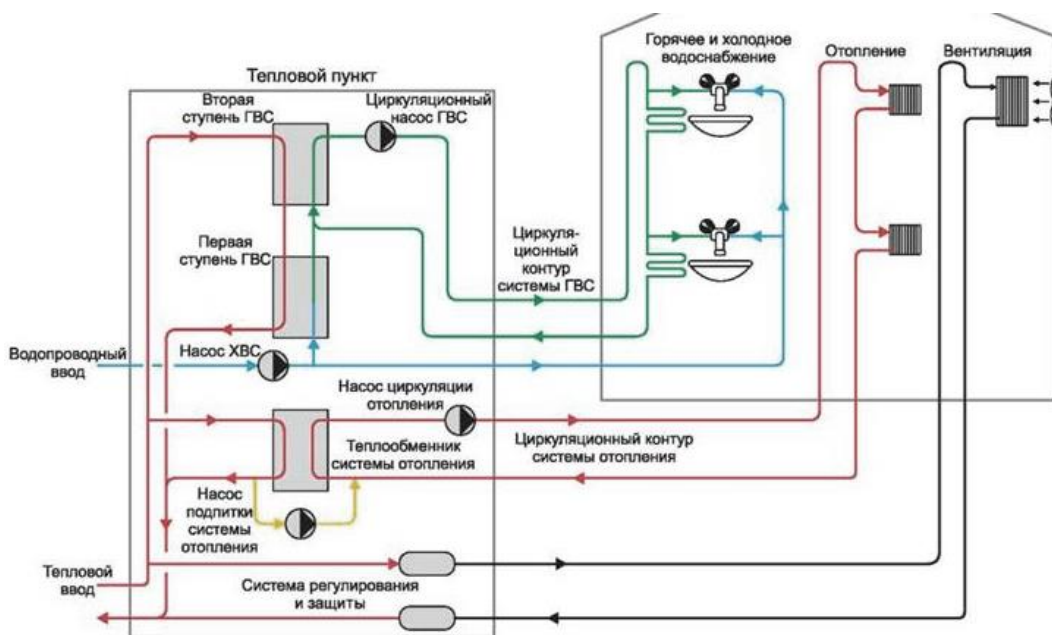 Горячее и холодное
водоснабжение
Отопление
Вентиляция
Тепловой пункт
Вторая
ступень ГВС
Циркуляционный
насос ГВС
Первая
ступень ГВС
Циркуля-
ционный
контур
системы ГВС
Водопроводный
ввод
Насос ХВС
Насос циркуляции
отопления
Теплообменник
системы отопления
Циркуляционный контур
системы отопления
Насос
подпитки
системы
отопления
Тепловой
ввод
Система регулирования
и защиты